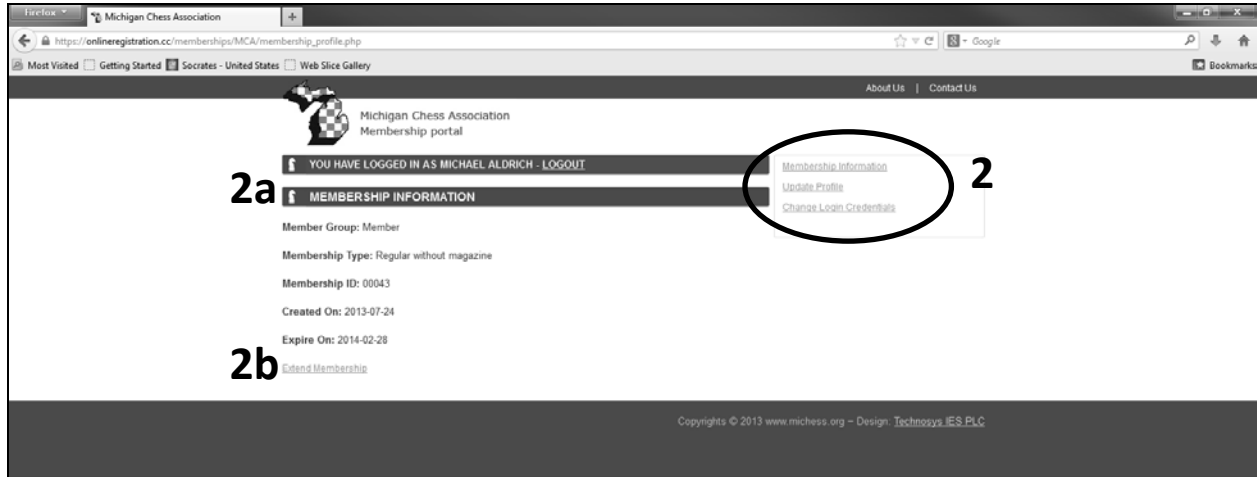 Firefox
Michigan Chess Association
+
https://onlineregistration.cc/memberships/MCA/membership_profile.php
Google
Most Visited Getting Started Socrates - United States Web Slice Gallery Bookmarks
About Us | Contact Us
Michigan Chess Association
Membership portal
YOU HAVE LOGGED IN AS MICHAEL ALDRICH - LOGOUT
2a
MEMBERSHIP INFORMATION
Membership Information
Update Profile
Change Login Credentials
2
Member Group: Member
Membership Type: Regular without magazine
Membership ID: 00043
Created On: 2013-07-24
Expire On: 2014-02-28
2b
Extend Membership
Copyrights © 2013 www.michess.org – Design: Technosys IES PLC